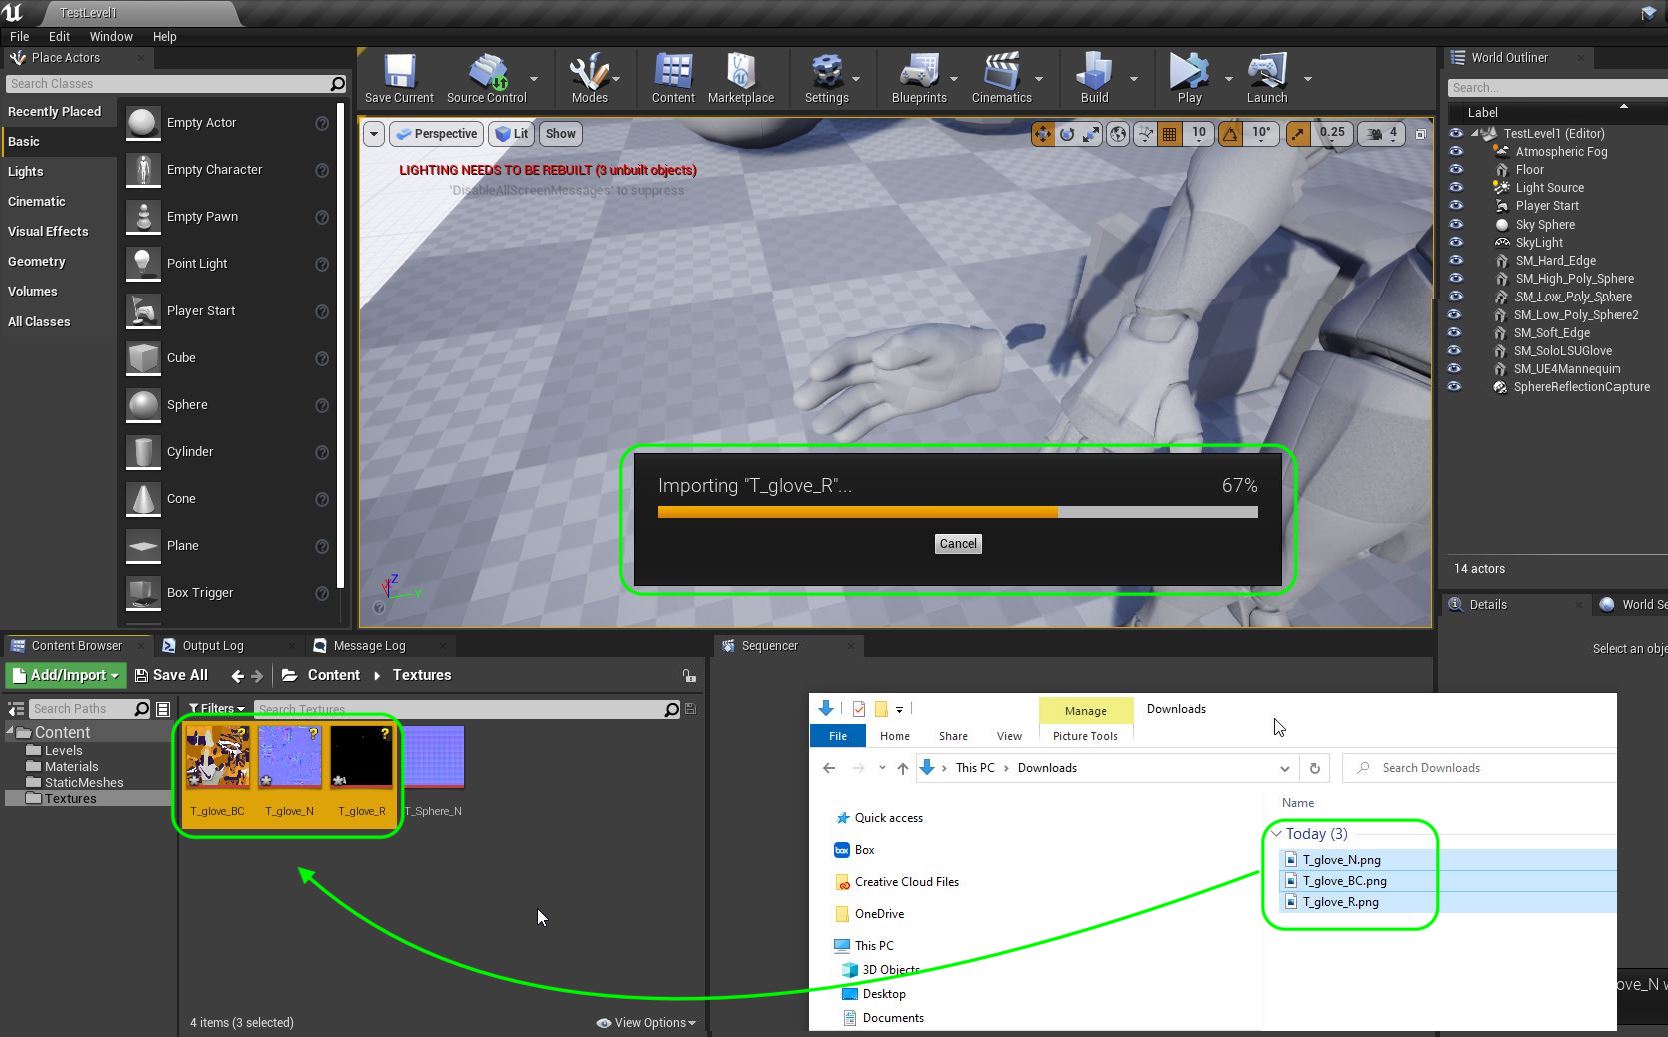 TestLevel1
File Edit Window Help
Place Actors
Search Classes
Recently Placed
Basic
Lights
Cinematic
Visual Effects
Geometry
Volumes
All Classes
Empty Actor
Empty Character
Empty Pawn
Point Light
Player Start
Cube
Sphere
Cylinder
Cone
Plane
Box Trigger
Save Current Source Control Modes Content Marketplace Settings Blueprints Cinematics Build Play Launch
Perspective Lit Show
10 10° 0.25 4
LIGHTING NEEDS TO BE REBUILT (3 unbuilt objects)
'DisableAllScreenMessages' to suppress
Importing "T_glove_R"... 67%
Cancel
Z
Y
World Outliner
Search...
Label
TestLevel1 (Editor)
Atmospheric Fog
Floor
Light Source
Player Start
Sky Sphere
SkyLight
SM_Hard_Edge
SM_High_Poly_Sphere
SM_Low_Poly_Sphere
SM_Low_Poly_Sphere2
SM_Soft_Edge
SM_SoloLSUGlove
SM_UE4Mannequin
SphereReflectionCapture
14 actors
Details World Se
Select an obje
Content Browser Output Log Message Log
Add/Import Save All Content Textures
Search Paths
Filters Search Textures
Content
Levels
Materials
StaticMeshes
Textures
T_glove_BC T_glove_N T_glove_R T_Sphere_N
4 items (3 selected) View Options
Sequencer
Manage Downloads
File Home Share View Picture Tools
This PC Downloads Search Downloads
Quick access
box Box
Creative Cloud Files
OneDrive
This PC
3D Objects
Desktop
Documents
Name
Today (3)
T_glove_N.png
T_glove_BC.png
T_glove_R.png
ove_N w